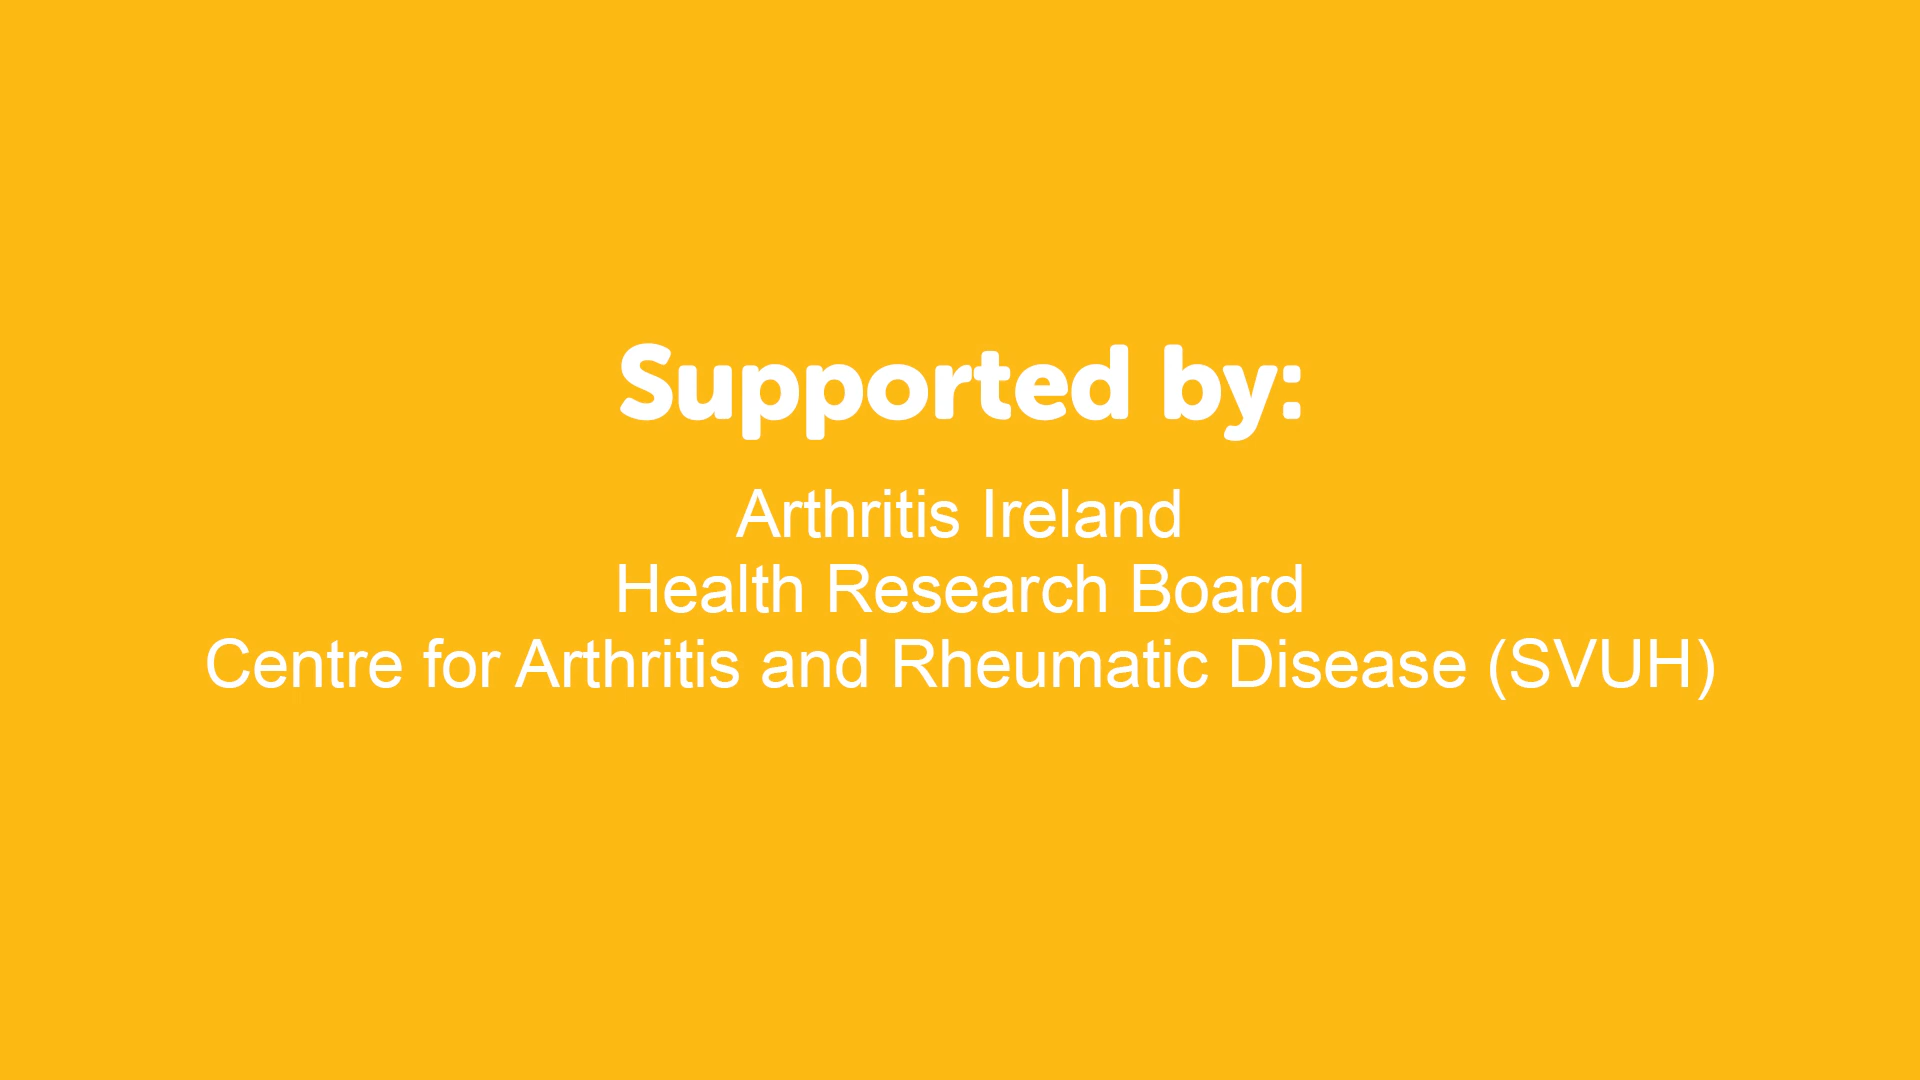 Supported by:
Arthritis Ireland
Health Research Board
Centre for Arthritis and Rheumatic Disease (SVUH)